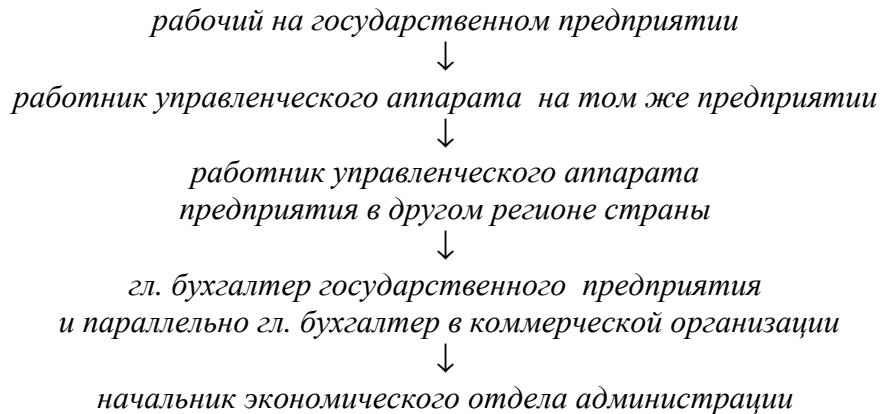 рабочий на государственном предприятии
↓
работник управленческого аппарата на том же предприятии
↓
работник управленческого аппарата
предприятия в другом регионе страны
↓
гл. бухгалтер государственного предприятия
и параллельно гл. бухгалтер в коммерческой организации
↓
начальник экономического отдела администрации